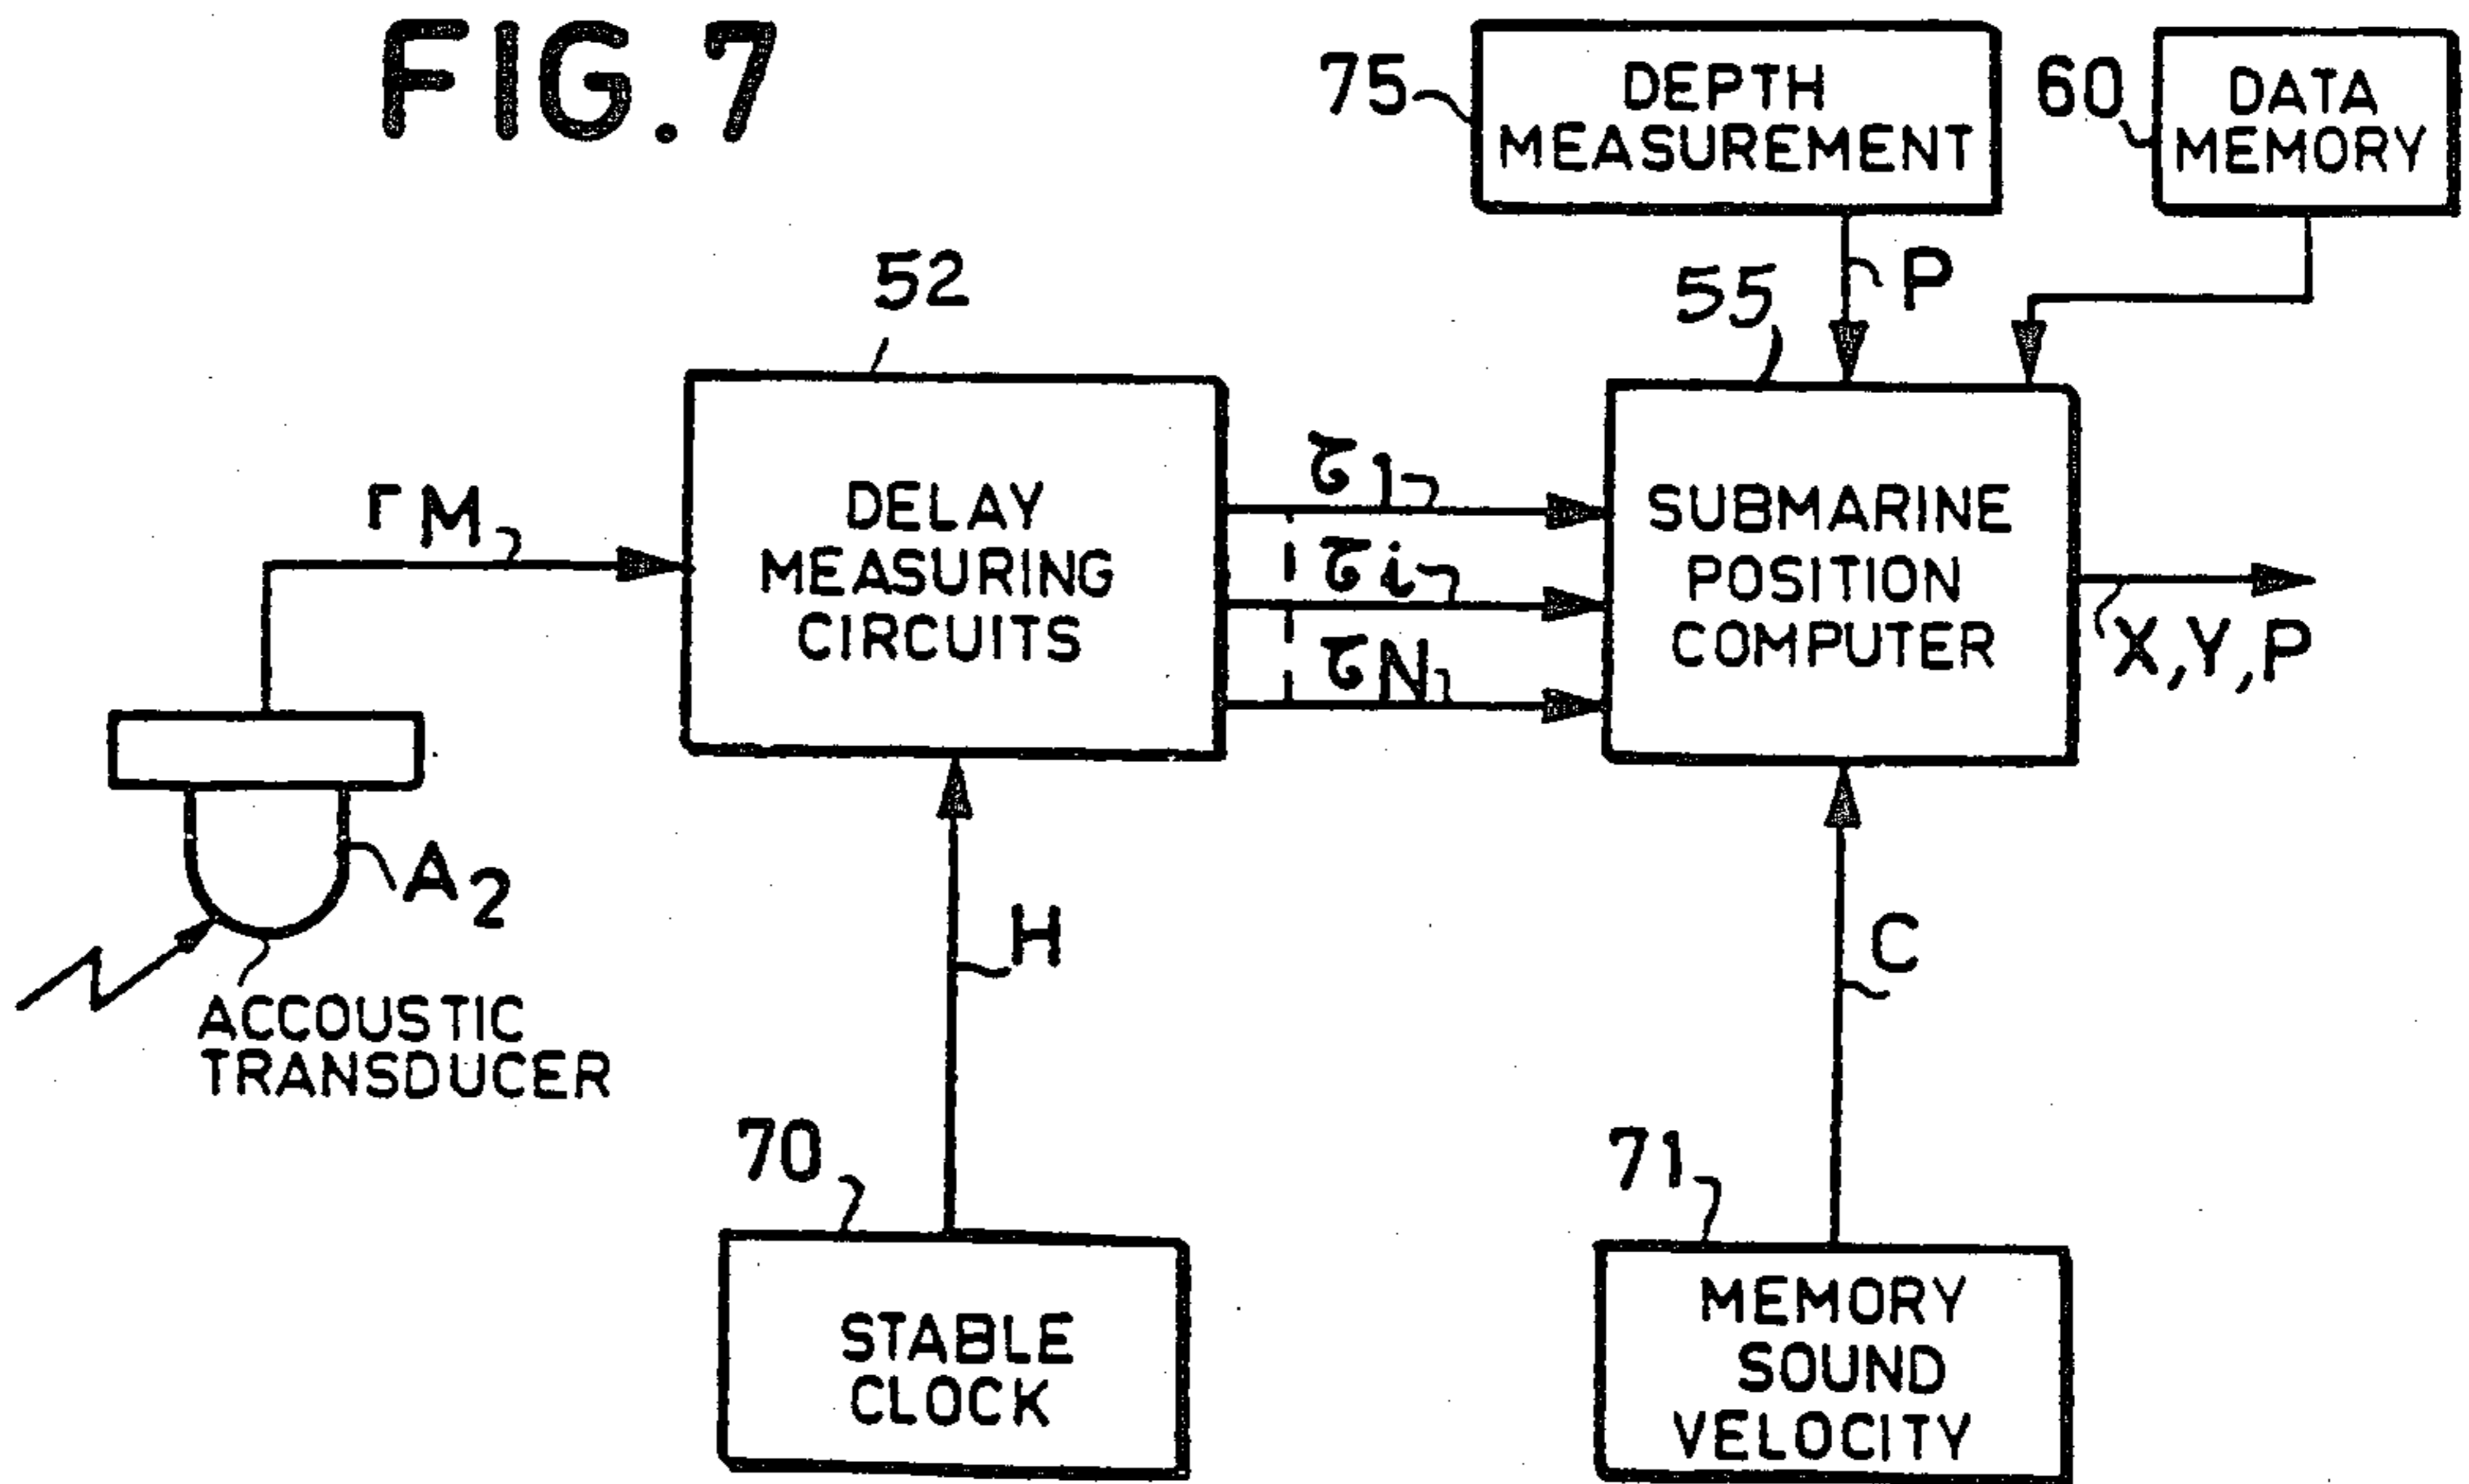 FIG.7
75
DEPTH
MEASUREMENT
60
DATA
MEMORY
52
55
P
rM
DELAY
MEASURING
CIRCUITS
τ1
τi
τN
SUBMARINE
POSITION
COMPUTER
X,Y,P
A2
ACCOUSTIC
TRANSDUCER
H
C
70
STABLE
CLOCK
71
MEMORY
SOUND
VELOCITY